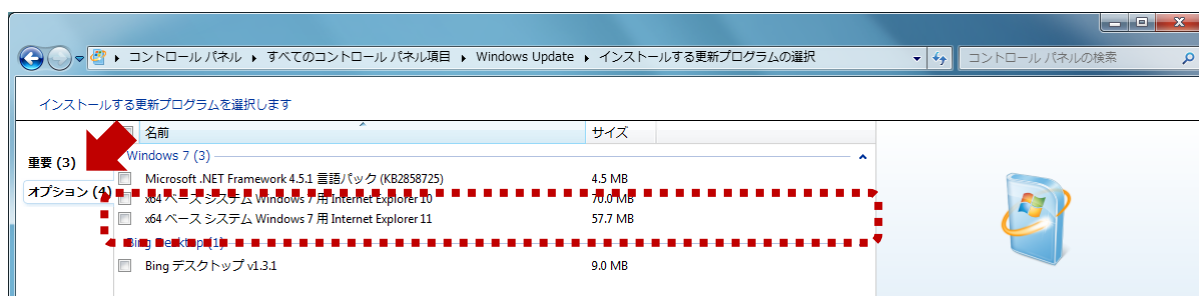 コントロール パネル ▸ すべてのコントロール パネル項目 ▸ Windows Update ▸ インストールする更新プログラムの選択
コントロール パネルの検索
インストールする更新プログラムを選択します
名前 サイズ
重要 (3)
オプション (4)
Windows 7 (3)
Microsoft .NET Framework 4.5.1 言語パック (KB2858725) 4.5 MB
x64 ベース システム Windows 7 用 Internet Explorer 10 70.0 MB
x64 ベース システム Windows 7 用 Internet Explorer 11 57.7 MB
Bing Desktop (1)
Bing デスクトップ v1.3.1 9.0 MB